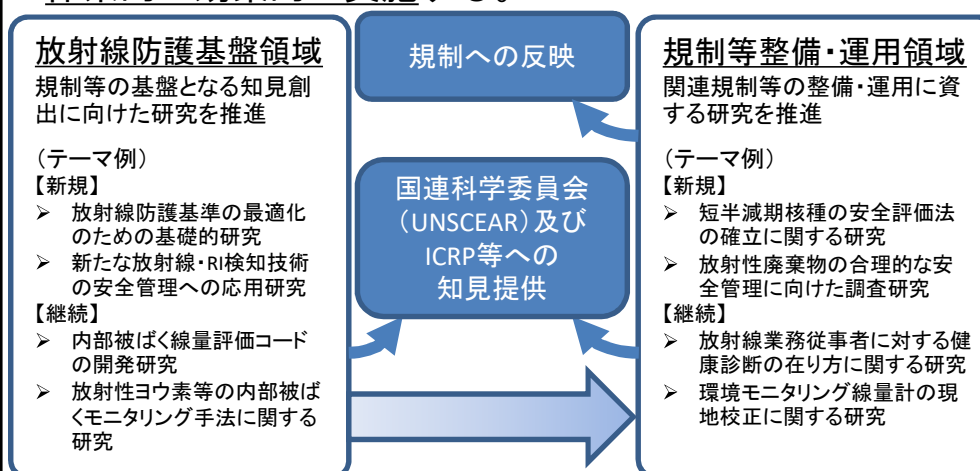 放射線防護基盤領域
規制等の基盤となる知見創
出に向けた研究を推進
（テーマ例）
【新規】
➢ 放射線防護基準の最適化
のための基礎的研究
➢ 新たな放射線・RI検知技術
の安全管理への応用研究
【継続】
➢ 内部被ばく線量評価コード
の開発研究
➢ 放射性ヨウ素等の内部被ば
くモニタリング手法に関する
研究
規制への反映
国連科学委員会
（UNSCEAR）及び
ICRP等への
知見提供
規制等整備・運用領域
関連規制等の整備・運用に資
する研究を推進
（テーマ例）
【新規】
➢ 短半減期核種の安全評価法
の確立に関する研究
➢ 放射性廃棄物の合理的な安
全管理に向けた調査研究
【継続】
➢ 放射線業務従事者に対する健
康診断の在り方に関する研究
➢ 環境モニタリング線量計の現
地校正に関する研究